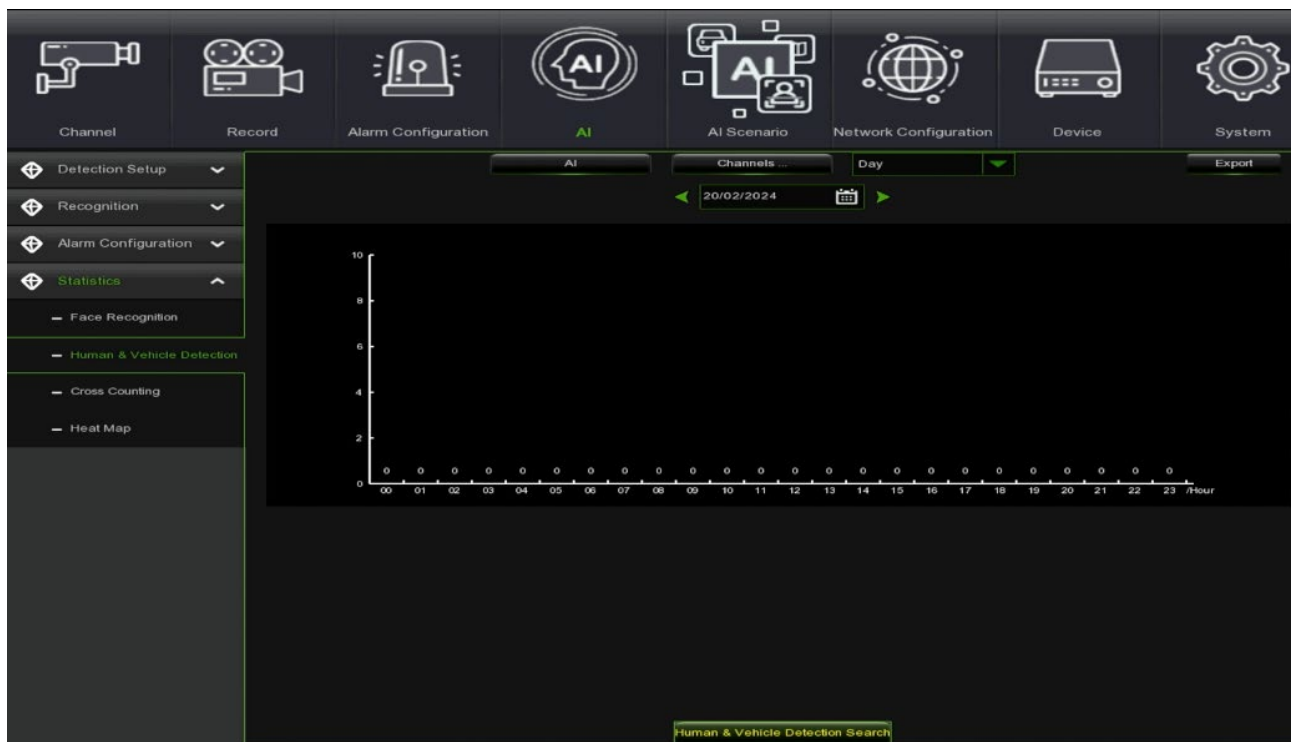 AI
AI
Channel Record Alarm Configuration AI AI Scenario Network Configuration Device System
Detection Setup
AI Channels ... Day Export
20/02/2024
Recognition
Alarm Configuration
Statistics
Face Recognition
Human & Vehicle Detection
Cross Counting
Heat Map
10
8
6
4
2
0 0 0 0 0 0 0 0 0 0 0 0 0 0 0 0 0 0 0 0 0 0 0 0
0
00 01 02 03 04 05 06 07 08 09 10 11 12 13 14 15 16 17 18 19 20 21 22 23 /Hour
Human & Vehicle Detection Search